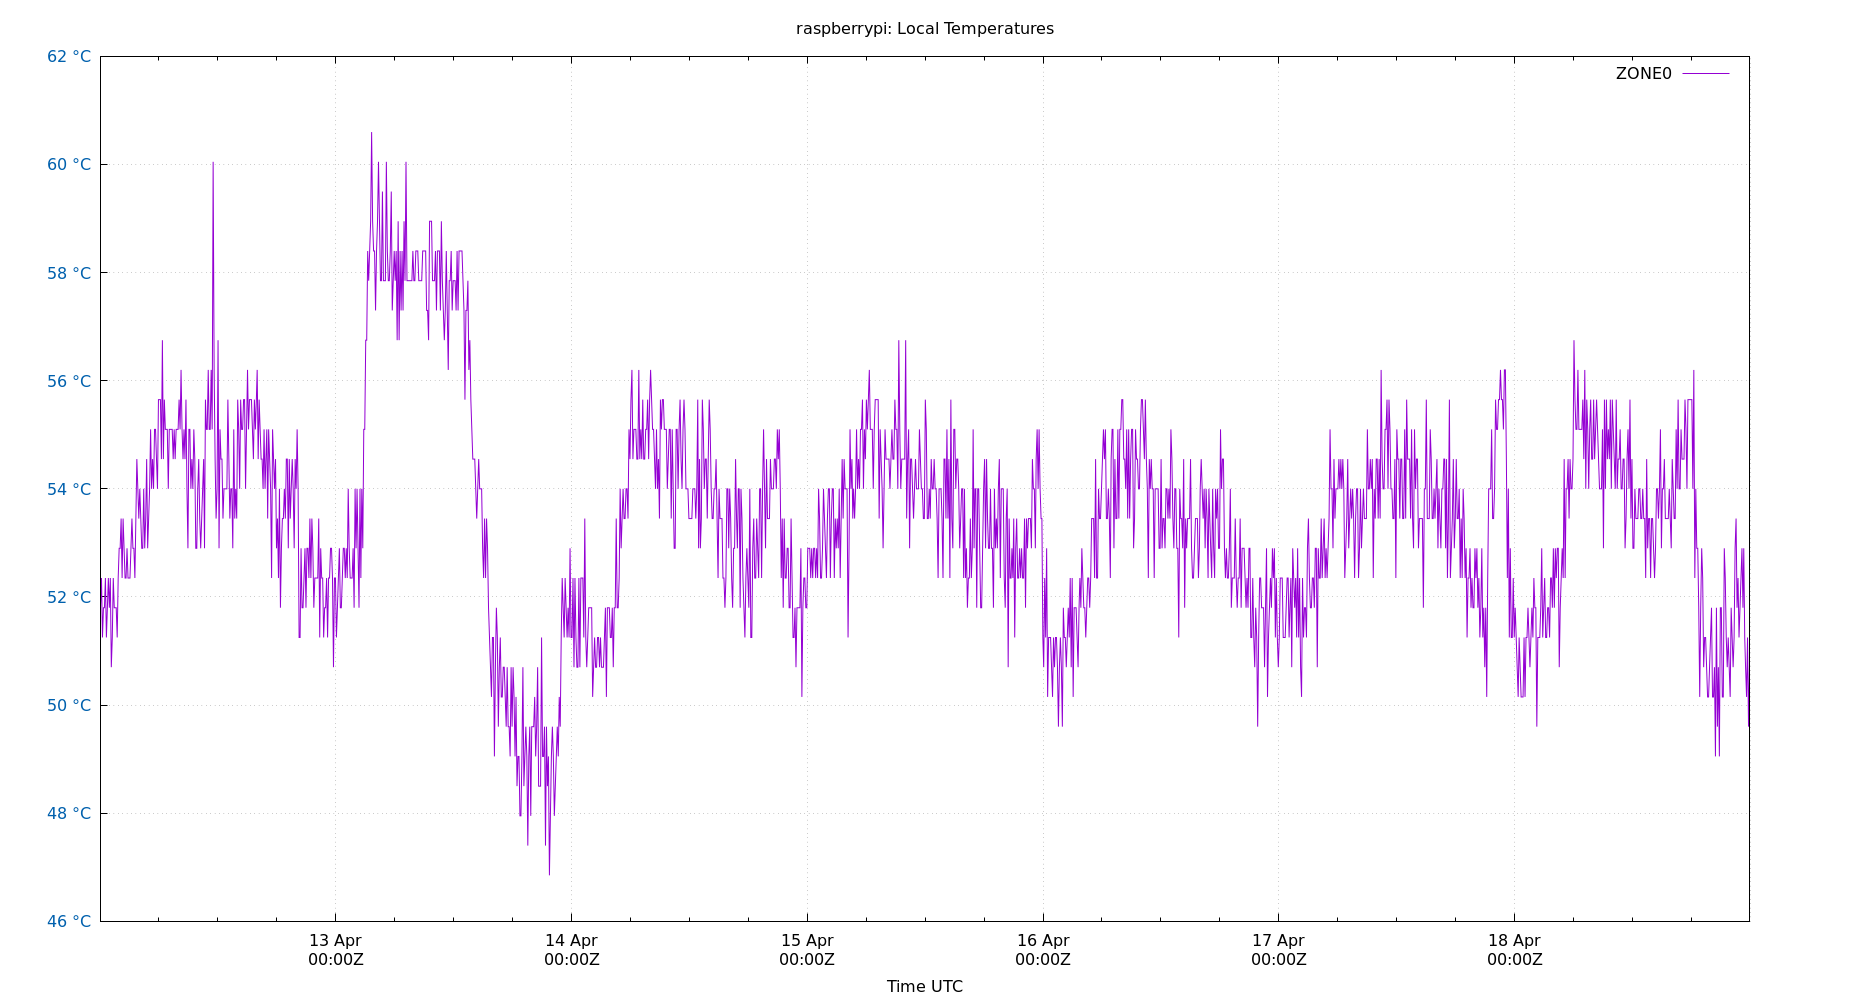 raspberrypi: Local Temperatures
62 °C
ZONE0
60 °C
58 °C
56 °C
54 °C
52 °C
50 °C
48 °C
46 °C
13 Apr 14 Apr 15 Apr 16 Apr 17 Apr 18 Apr
00:00Z 00:00Z 00:00Z 00:00Z 00:00Z 00:00Z
Time UTC